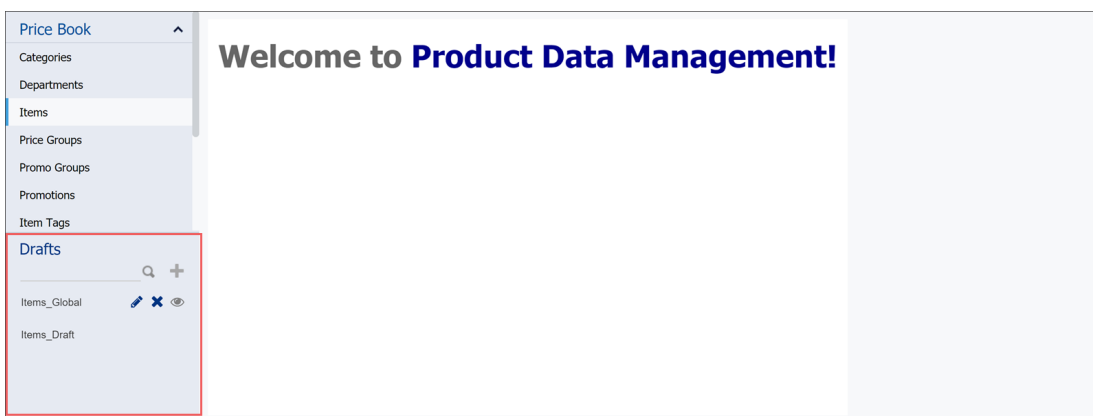 Price Book
Categories
Departments
Items
Price Groups
Promo Groups
Promotions
Item Tags
Drafts
Items_Global
Items_Draft
Welcome to Product Data Management!